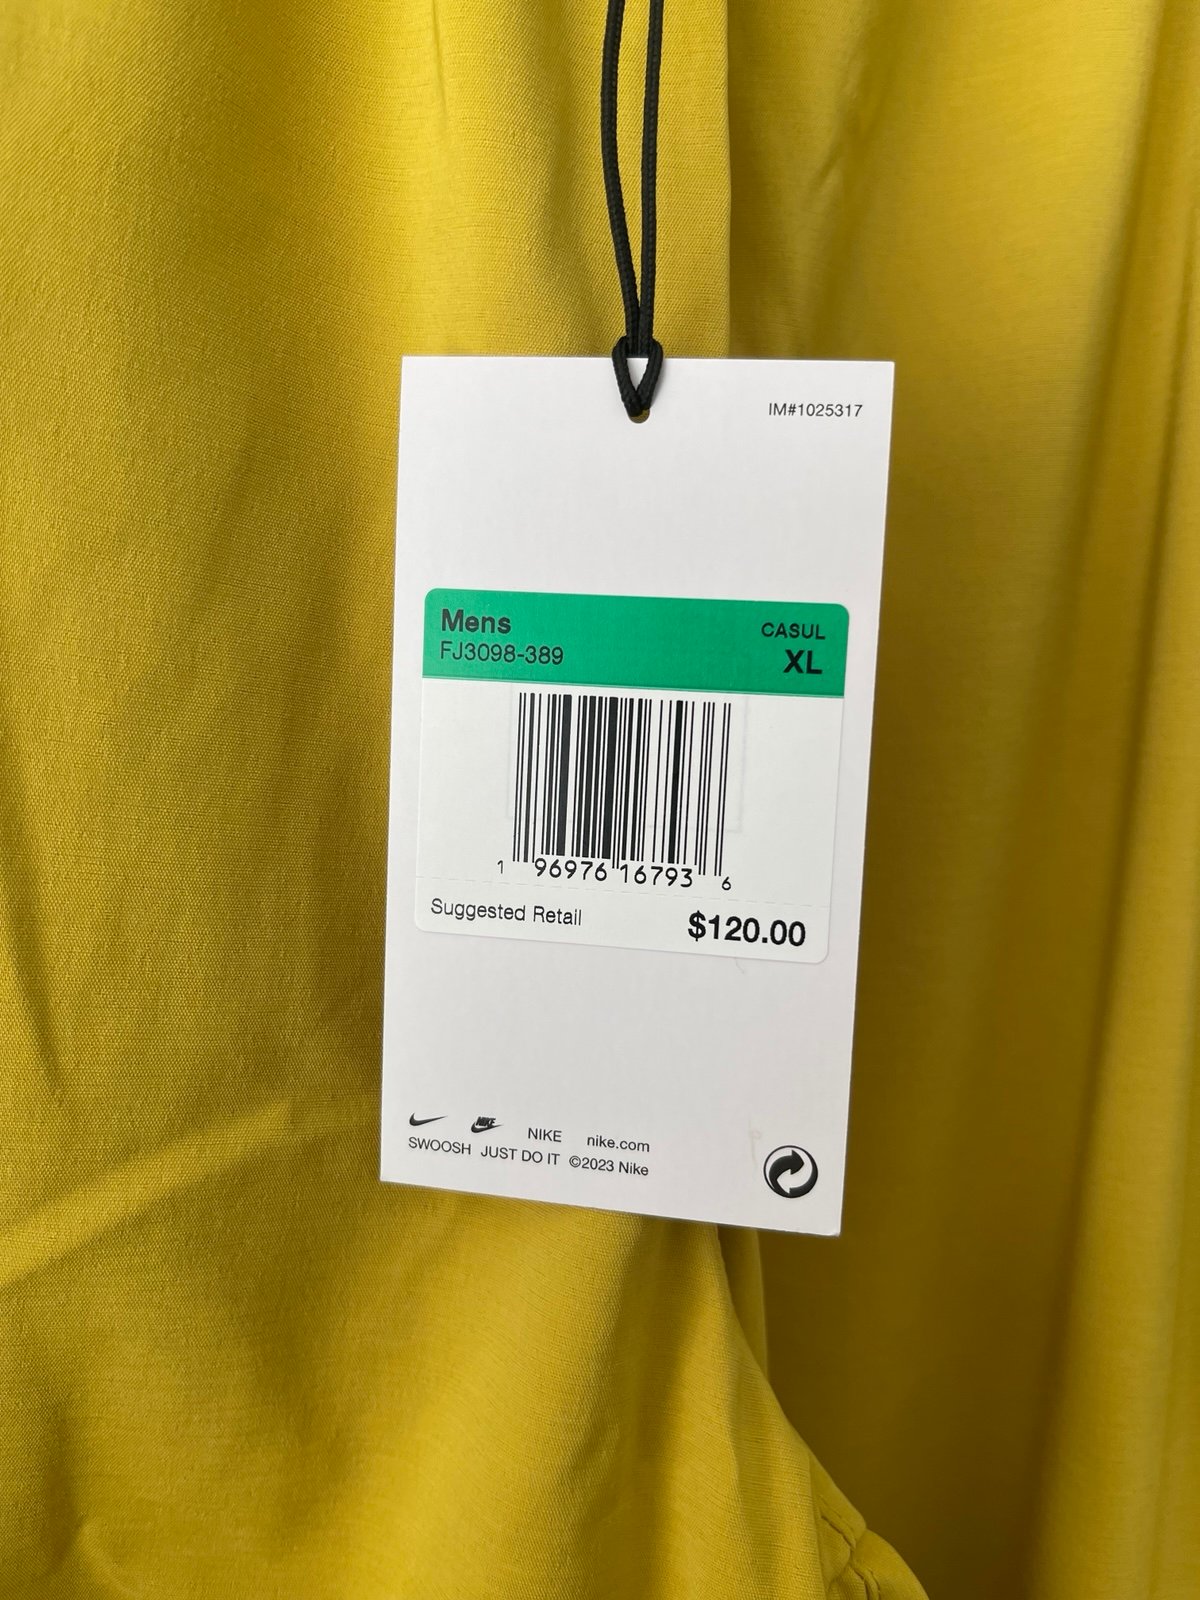 IM#1025317
Mens CASUL
FJ3098-389 XL
1 96976 16793 6
Suggested Retail $120.00
NIKE NIKE nike.com
SWOOSH JUST DO IT ©2023 Nike